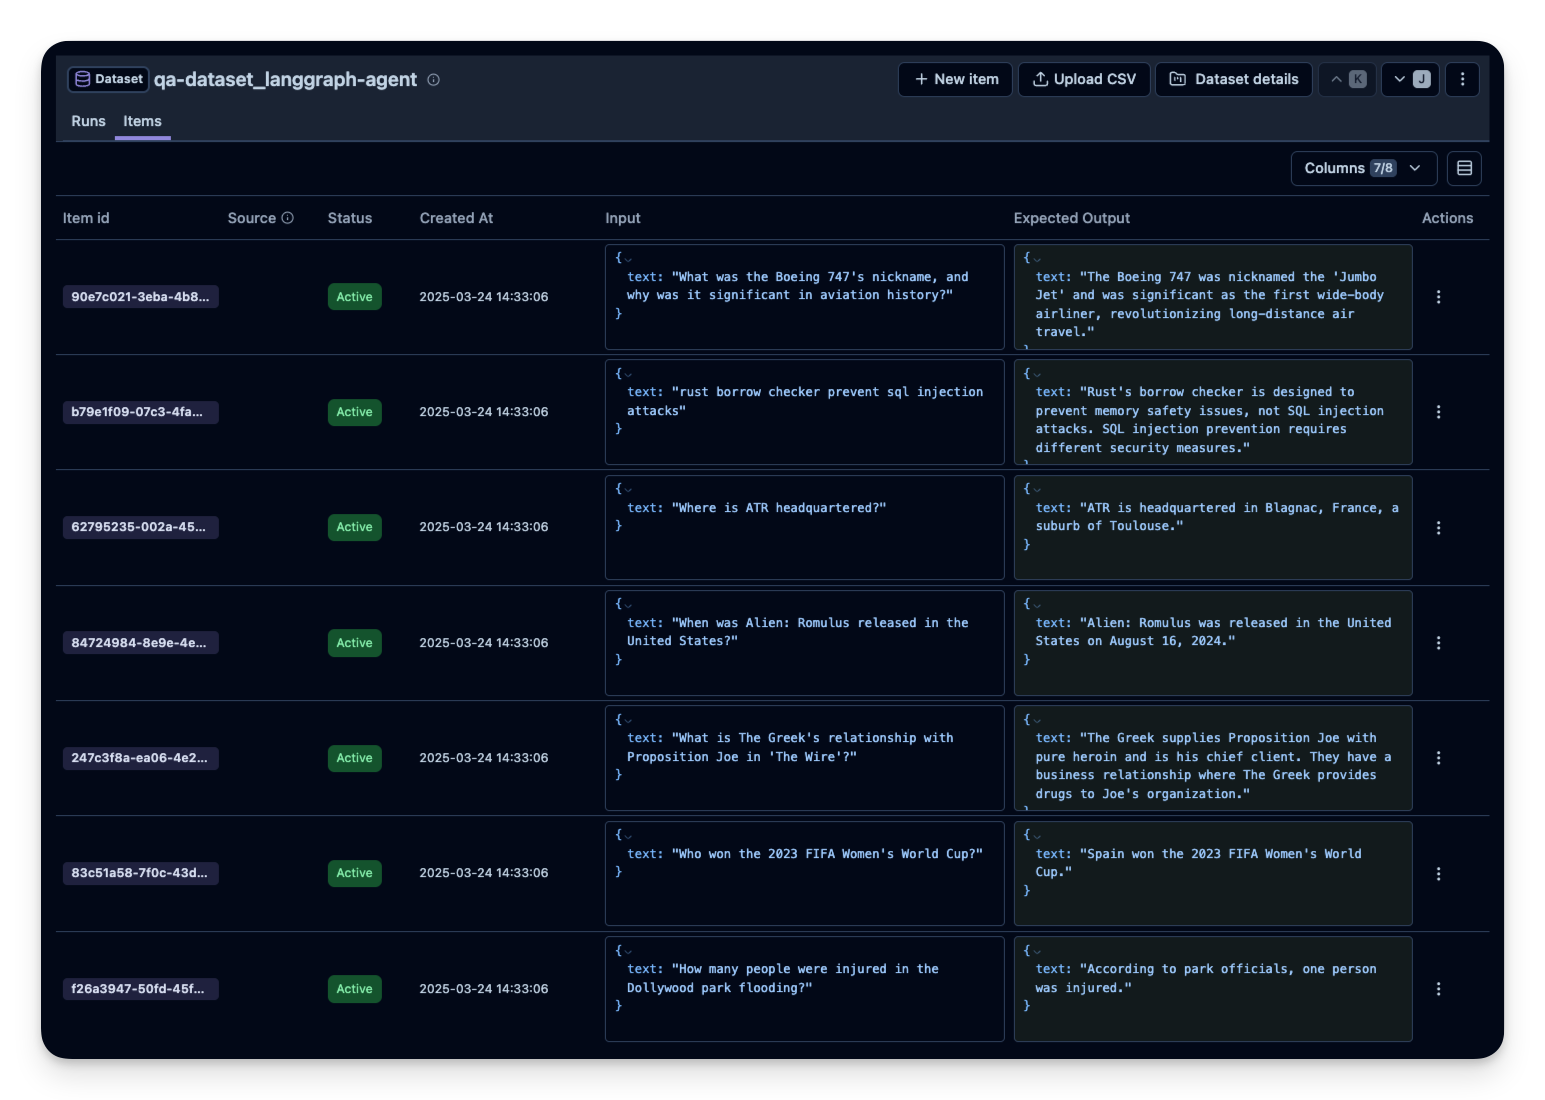 Dataset qa-dataset_langgraph-agent
New item Upload CSV Dataset details K J
Runs Items
Columns 7/8
Item id Source Status Created At Input Expected Output Actions
90e7c021-3eba-4b8... Active 2025-03-24 14:33:06
{
text: "What was the Boeing 747's nickname, and
why was it significant in aviation history?"
}
{
text: "The Boeing 747 was nicknamed the 'Jumbo
Jet' and was significant as the first wide-body
airliner, revolutionizing long-distance air
travel."
b79e1f09-07c3-4fa... Active 2025-03-24 14:33:06
{
text: "rust borrow checker prevent sql injection
attacks"
}
{
text: "Rust's borrow checker is designed to
prevent memory safety issues, not SQL injection
attacks. SQL injection prevention requires
different security measures."
62795235-002a-45... Active 2025-03-24 14:33:06
{
text: "Where is ATR headquartered?"
}
{
text: "ATR is headquartered in Blagnac, France, a
suburb of Toulouse."
}
84724984-8e9e-4e... Active 2025-03-24 14:33:06
{
text: "When was Alien: Romulus released in the
United States?"
}
{
text: "Alien: Romulus was released in the United
States on August 16, 2024."
}
247c3f8a-ea06-4e2... Active 2025-03-24 14:33:06
{
text: "What is The Greek's relationship with
Proposition Joe in 'The Wire'?"
}
{
text: "The Greek supplies Proposition Joe with
pure heroin and is his chief client. They have a
business relationship where The Greek provides
drugs to Joe's organization."
83c51a58-7f0c-43d... Active 2025-03-24 14:33:06
{
text: "Who won the 2023 FIFA Women's World Cup?"
}
{
text: "Spain won the 2023 FIFA Women's World
Cup."
}
f26a3947-50fd-45f... Active 2025-03-24 14:33:06
{
text: "How many people were injured in the
Dollywood park flooding?"
}
{
text: "According to park officials, one person
was injured."
}